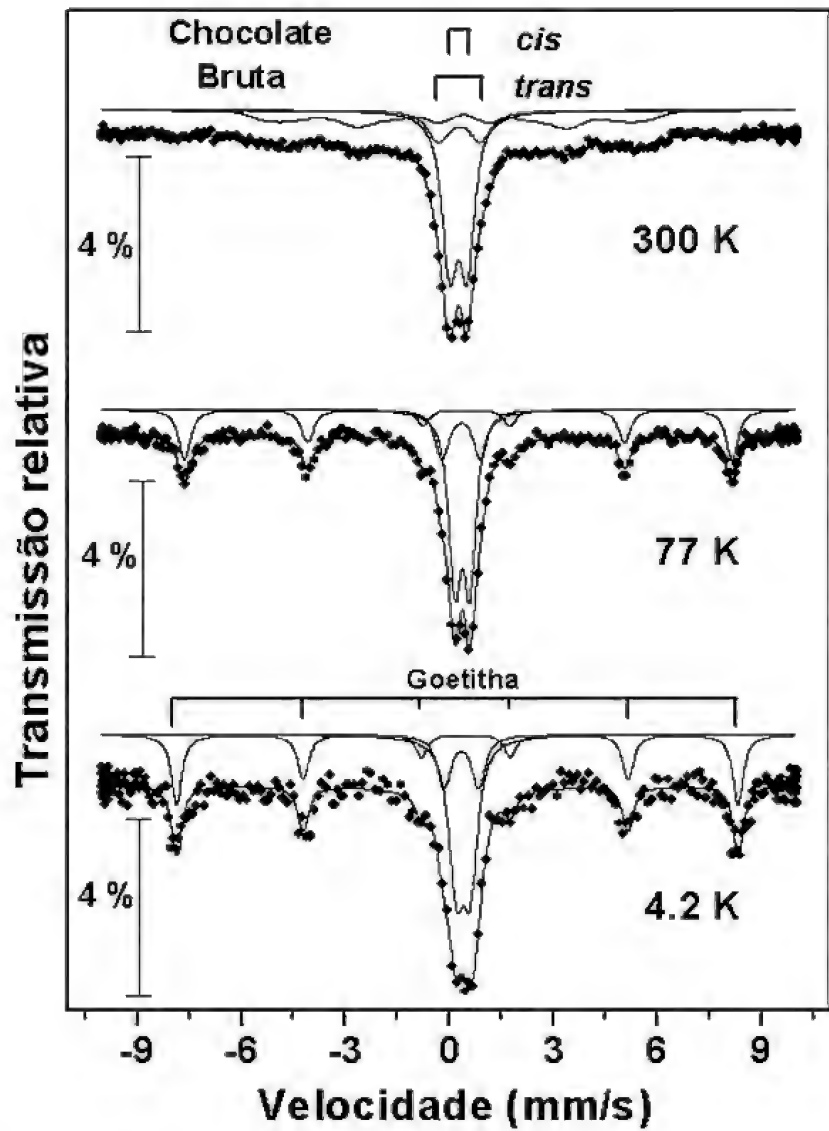 Chocolate
Bruta
cis
trans
4 %
300 K
4 %
77 K
Goetitha
4 %
4.2 K
Transmissão relativa
-9 -6 -3 0 3 6 9
Velocidade (mm/s)